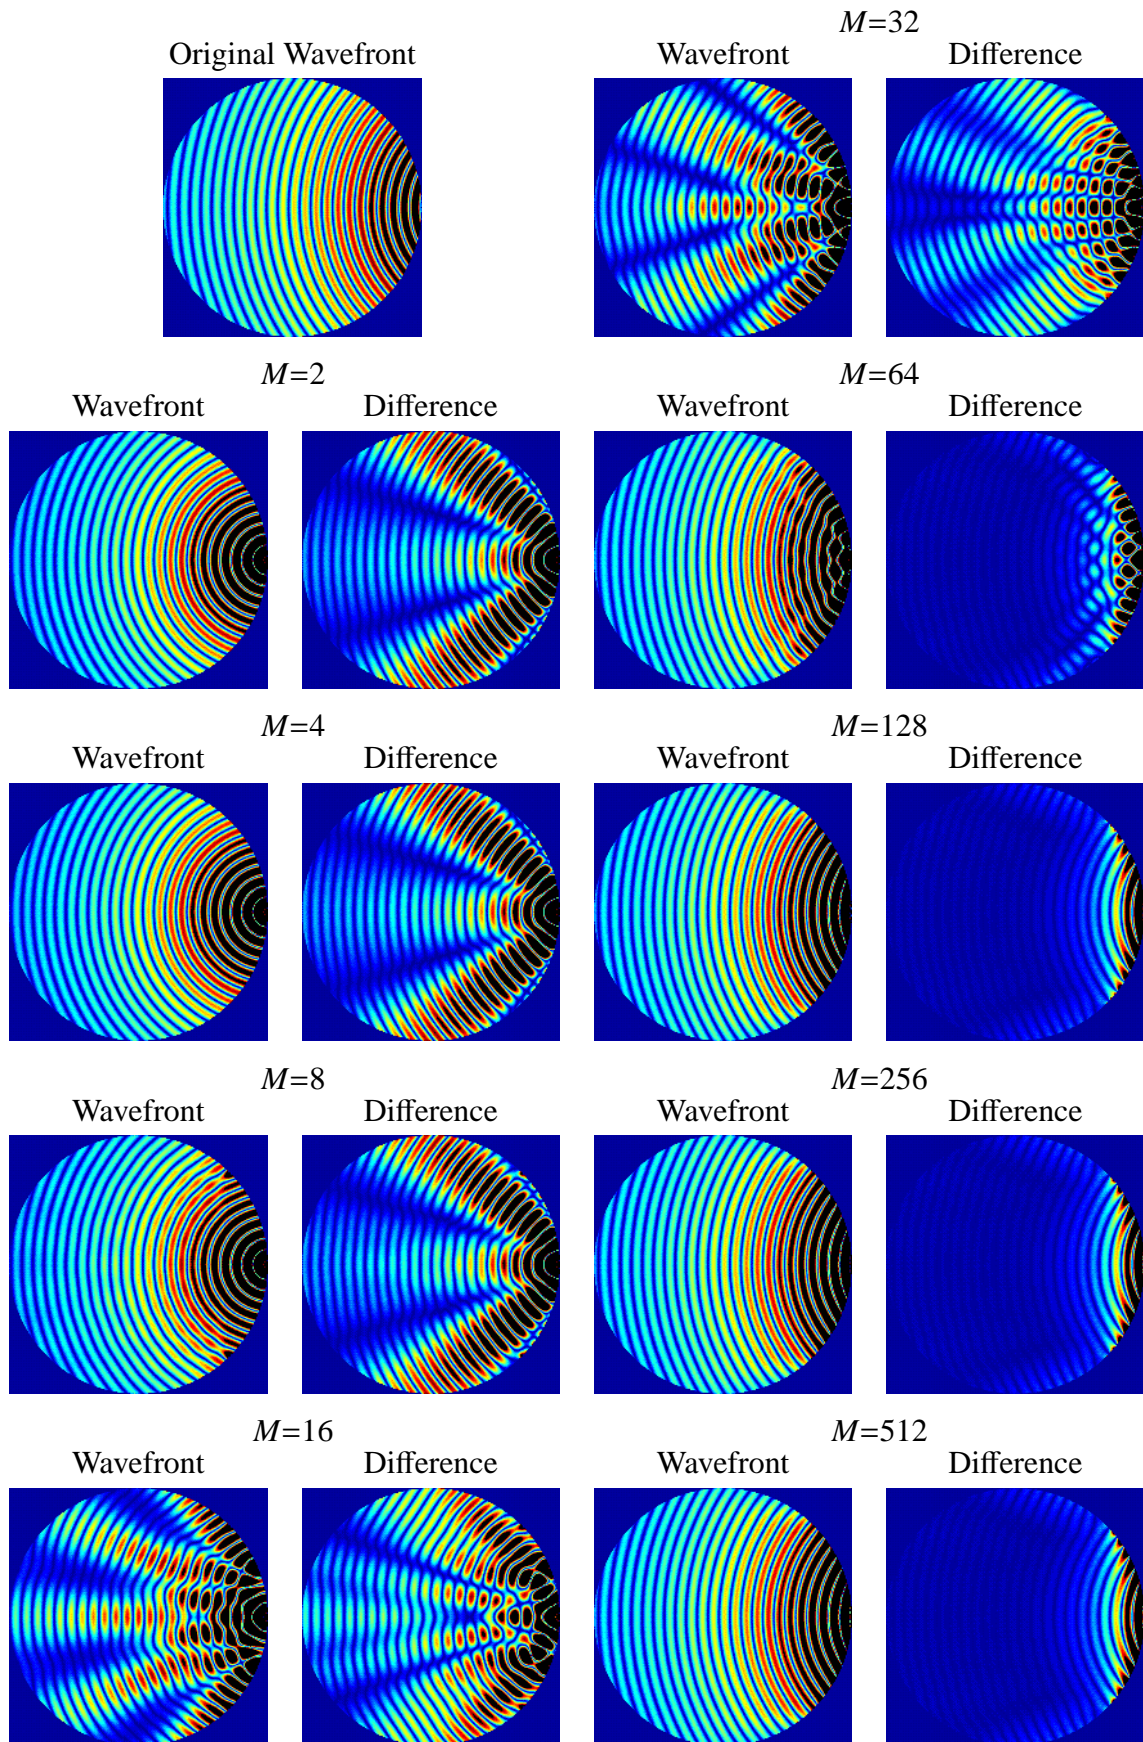 Original Wavefront
M=32
Wavefront Difference
M=2
Wavefront Difference
M=64
Wavefront Difference
M=4
Wavefront Difference
M=128
Wavefront Difference
M=8
Wavefront Difference
M=256
Wavefront Difference
M=16
Wavefront Difference
M=512
Wavefront Difference